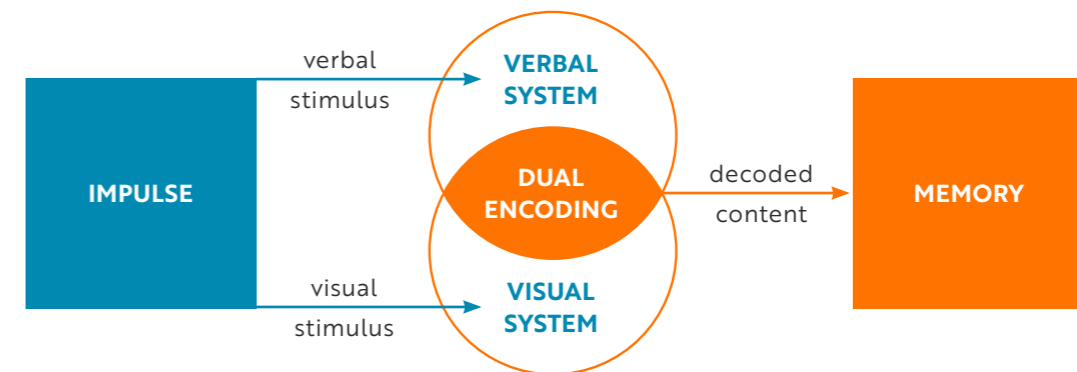 IMPULSE
verbal
stimulus
VERBAL
SYSTEM
DUAL
ENCODING
visual
stimulus
VISUAL
SYSTEM
decoded
content
MEMORY